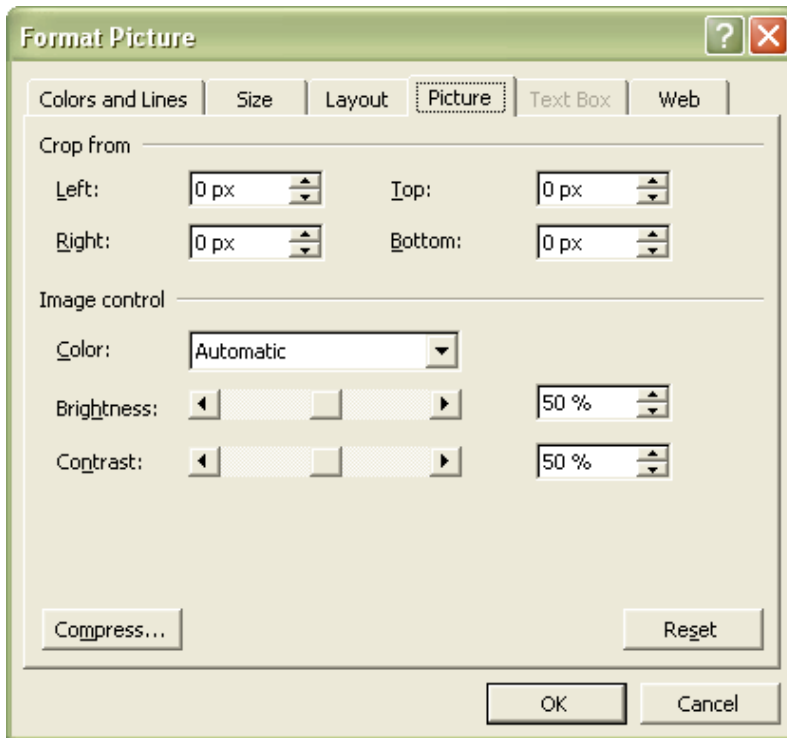 Format Picture
Colors and Lines Size Layout Picture Text Box Web
Crop from
Left: 0 px Top: 0 px
Right: 0 px Bottom: 0 px
Image control
Color: Automatic
Brightness: 50 %
Contrast: 50 %
Compress... Reset
OK Cancel